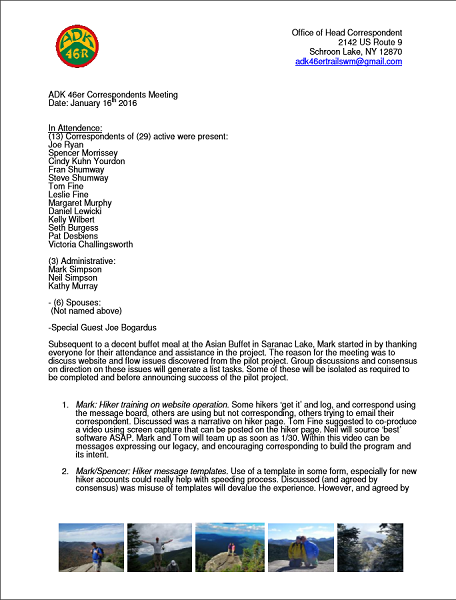 ADK
46R
Office of Head Correspondent
2142 US Route 9
Schroon Lake, NY 12870
adk46ertrailswm@gmail.com
ADK 46er Correspondents Meeting
Date: January 16th 2016
In Attendence:
(13) Correspondents of (29) active were present:
Joe Ryan
Spencer Morrissey
Cindy Kuhn Yourdon
Fran Shumway
Steve Shumway
Tom Fine
Leslie Fine
Margaret Murphy
Daniel Lewicki
Kelly Wilbert
Seth Burgess
Pat Desbiens
Victoria Challingsworth
(3) Administrative:
Mark Simpson
Neil Simpson
Kathy Murray
- (6) Spouses:
(Not named above)
-Special Guest Joe Bogardus
Subsequent to a decent buffet meal at the Asian Buffet in Saranac Lake, Mark started in by thanking
everyone for their attendance and assistance in the project. The reason for the meeting was to
discuss website and flow issues discovered from the pilot project. Group discussions and consensus
on direction on these issues will generate a list tasks. Some of these will be isolated as required to
be completed and before announcing success of the pilot project.
1. Mark: Hiker training on website operation. Some hikers 'get it' and log, and correspond using
the message board, others are using but not corresponding, others trying to email their
correspondent. Discussed was a narrative on hiker page. Tom Fine suggested to co-produce
a video using screen capture that can be posted on the hiker page. Neil will source 'best'
software ASAP. Mark and Tom will team up as soon as 1/30. Within this video can be
messages expressing our legacy, and encouraging corresponding to build the program and
its intent.
2. Mark/Spencer: Hiker message templates. Use of a template in some form, especially for new
hiker accounts could really help with speeding process. Discussed (and agreed by
consensus) was misuse of templates will devalue the experience. However, and agreed by